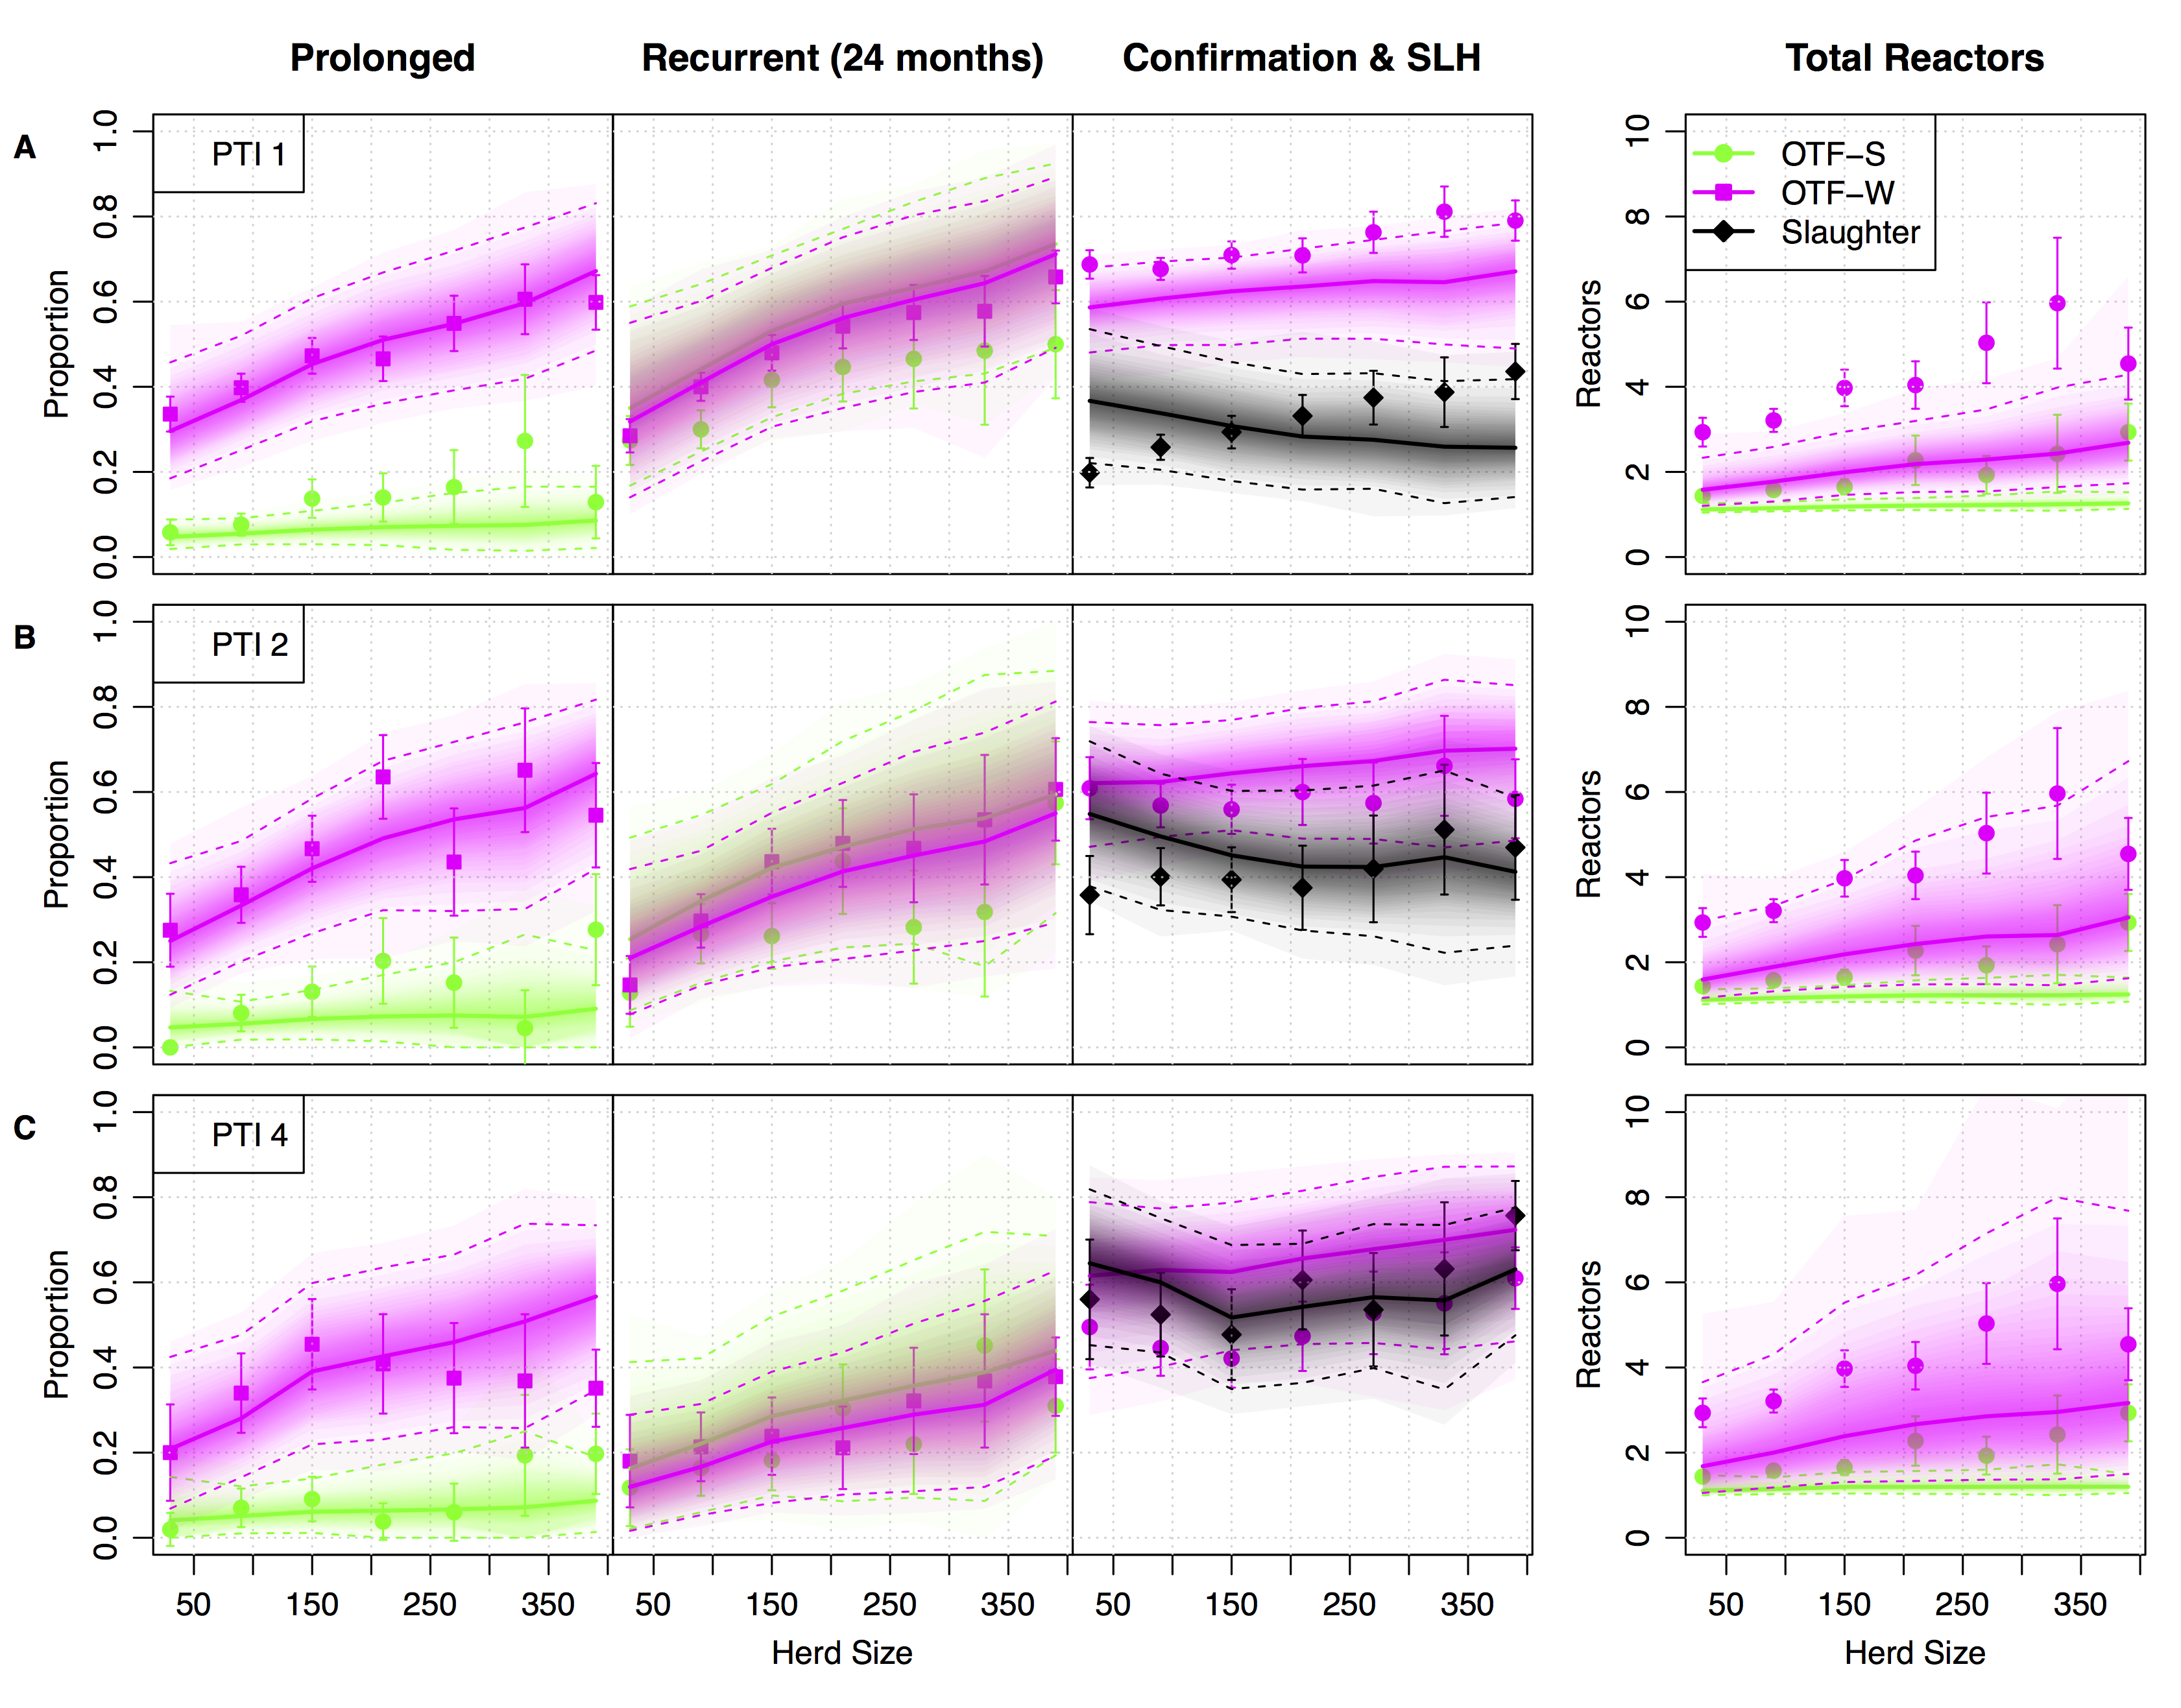 Prolonged Recurrent (24 months) Confirmation & SLH Total Reactors
A
PTI 1
Proportion
0.0 0.2 0.4 0.6 0.8 1.0
Reactors
0 2 4 6 8 10
OTF−S
OTF−W
Slaughter
B
PTI 2
Proportion
0.0 0.2 0.4 0.6 0.8 1.0
Reactors
0 2 4 6 8 10
C
PTI 4
Proportion
0.0 0.2 0.4 0.6 0.8 1.0
Reactors
0 2 4 6 8 10
50 150 250 350 50 150 250 350 50 150 250 350 50 150 250 350
Herd Size Herd Size